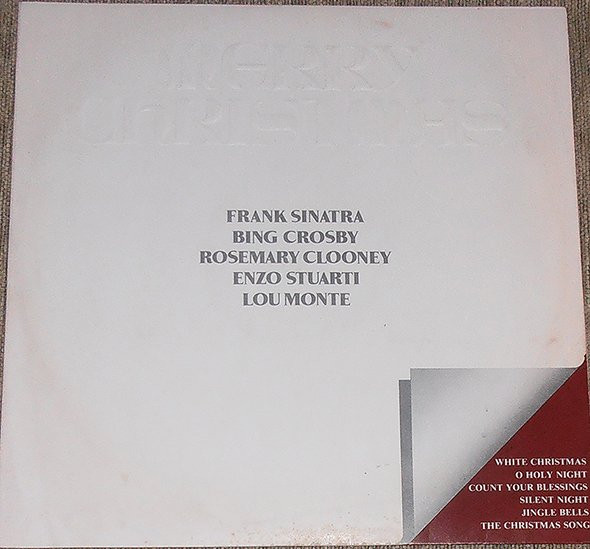 MERRY
CHRISTMAS
FRANK SINATRA
BING CROSBY
ROSEMARY CLOONEY
ENZO STUARTI
LOU MONTE
WHITE CHRISTMAS
O HOLY NIGHT
COUNT YOUR BLESSINGS
SILENT NIGHT
JINGLE BELLS
THE CHRISTMAS SONG